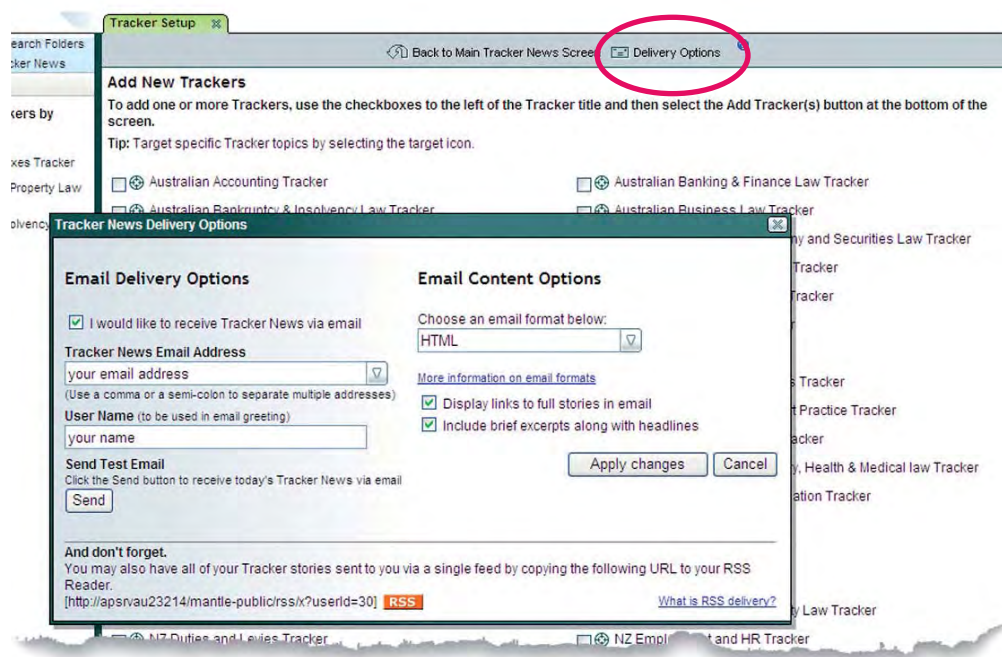 Tracker Setup
earch Folders
cker News
Back to Main Tracker News Scree
Delivery Options
Add New Trackers
To add one or more Trackers, use the checkboxes to the left of the Tracker title and then select the Add Tracker(s) button at the bottom of the
screen.
Tip: Target specific Tracker topics by selecting the target icon.
kers by
xes Tracker
Property Law
olvency
Australian Accounting Tracker
Australian Banking & Finance Law Tracker
Australian Bankruptcy & Insolvency Law Tracker
Australian Business Law Tracker
Tracker News Delivery Options
ny and Securities Law Tracker
Tracker
Tracker
r
s Tracker
t Practice Tracker
acker
y, Health & Medical law Tracker
ation Tracker
ty Law Tracker
Email Delivery Options
I would like to receive Tracker News via email
Tracker News Email Address
your email address
(Use a comma or a semi-colon to separate multiple addresses)
User Name (to be used in email greeting)
your name
Send Test Email
Click the Send button to receive today's Tracker News via email
Send
Email Content Options
Choose an email format below:
HTML
More information on email formats
Display links to full stories in email
Include brief excerpts along with headlines
Apply changes
Cancel
And don't forget.
You may also have all of your Tracker stories sent to you via a single feed by copying the following URL to your RSS
Reader.
[http://apsrvau23214/mantle-public/rss/x?userId=30] RSS
What is RSS delivery?
NZ Duties and Levies Tracker
NZ Employment and HR Tracker